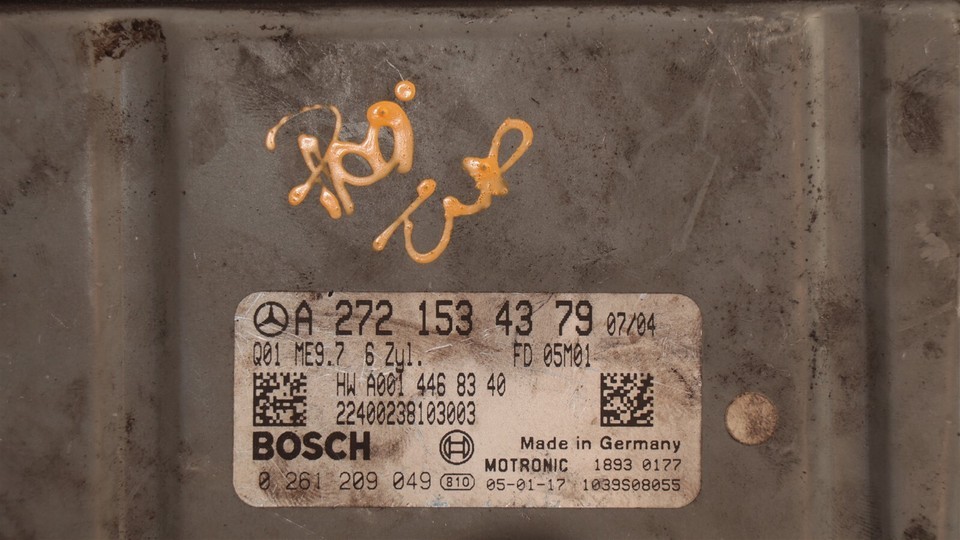 A 272 153 43 79 07/04
Q01 ME9.7 6 Zyl. FD 05M01
HW A001 446 83 40
22400238103003
BOSCH Made in Germany
MOTRONIC 1893 0177
0 261 209 049 B10 05-01-17 1039S08055